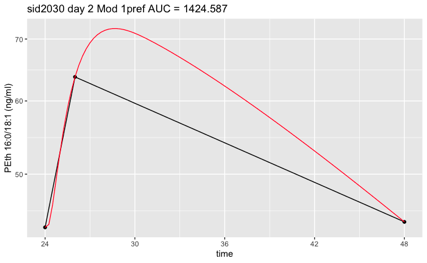 sid2030 day 2 Mod 1pref AUC = 1424.587
70
60
50
PEth 16:0/18:1 (ng/ml)
24
30
36
42
48
time